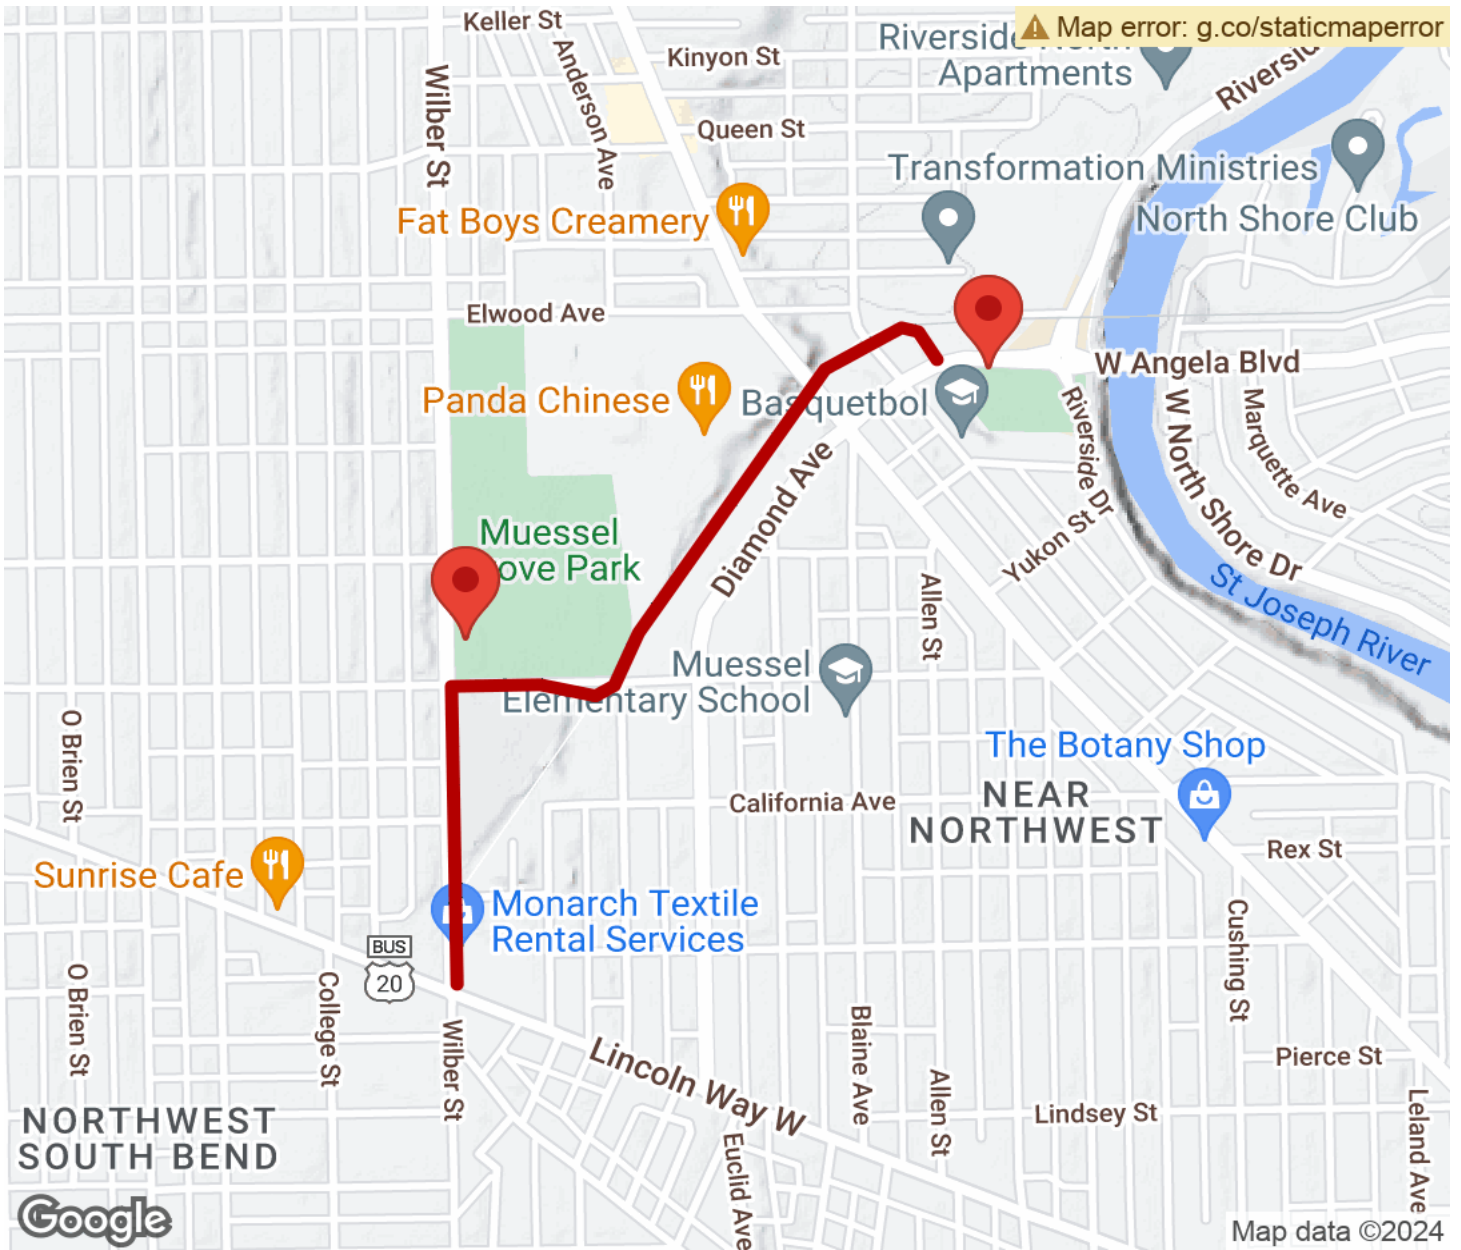 Keller St
Map error: g.co/staticmaperror
Kinyon St
Riverside North
Apartments
Anderson Ave
Wilber St
Queen St
Transformation Ministries
North Shore Club
Fat Boys Creamery
Elwood Ave
W Angela Blvd
Panda Chinese
Basquetbol
Riverside Dr
W North Shore Dr
Marquette Ave
Diamond Ave
Muessel
ove Park
Yukon St
St Joseph River
Allen St
Muessel
Elementary School
O Brien St
The Botany Shop
California Ave
NEAR
NORTHWEST
Rex St
Sunrise Cafe
Monarch Textile
Rental Services
Cushing St
BUS
20
O Brien St
College St
Wilber St
Lincoln Way W
Blaine Ave
Allen St
Pierce St
Lindsey St
Leland Ave
NORTHWEST
SOUTH BEND
Euclid Ave
Google
Map data ©2024